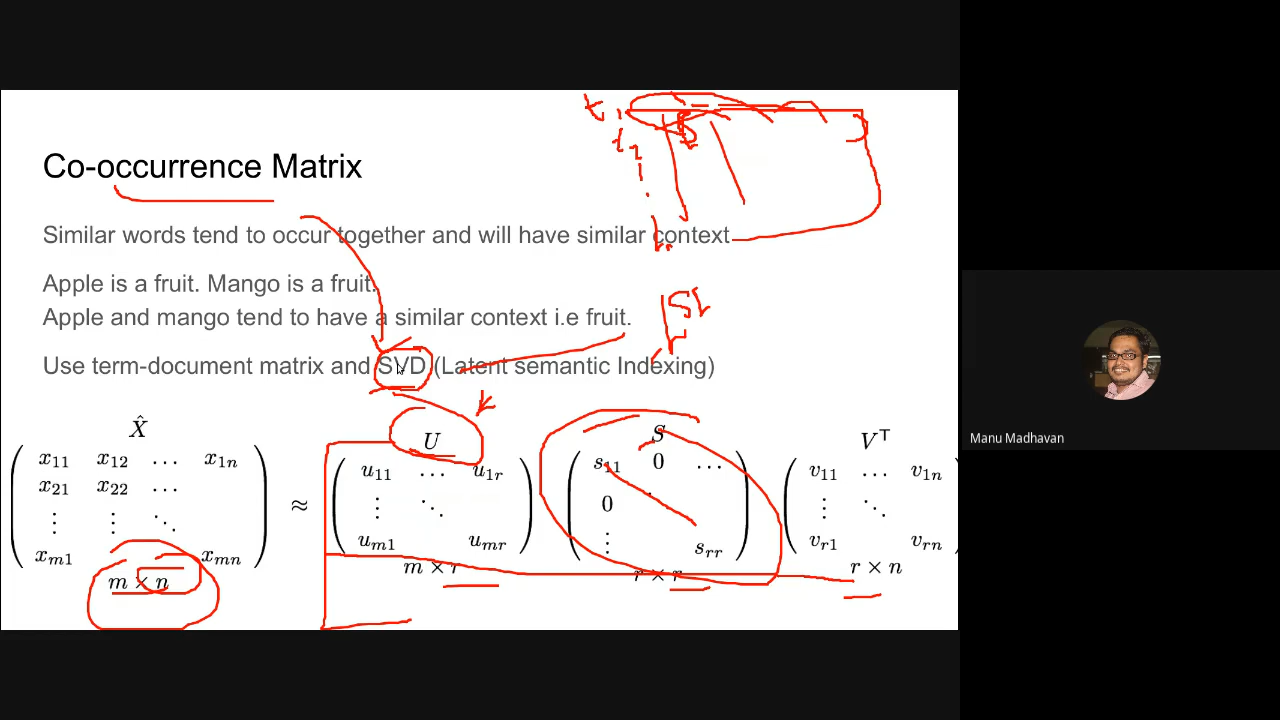 Co-occurrence Matrix
Similar words tend to occur together and will have similar context
Apple is a fruit. Mango is a fruit.
Apple and mango tend to have a similar context i.e fruit.
Use term-document matrix and SVD (Latent semantic Indexing)
X̂ U S V⊤
x11 x12 … x1n u11 … u1r s11 0 … v11 … v1n
x21 x22 … ⋮ ⋱ 0 ⋮ ⋱
⋮ ⋮ ⋱ ≈
xm1 xmn um1 umr ⋮ srr vr1 vrn
m × n m × r r × r r × n
t1
t2
Manu Madhavan